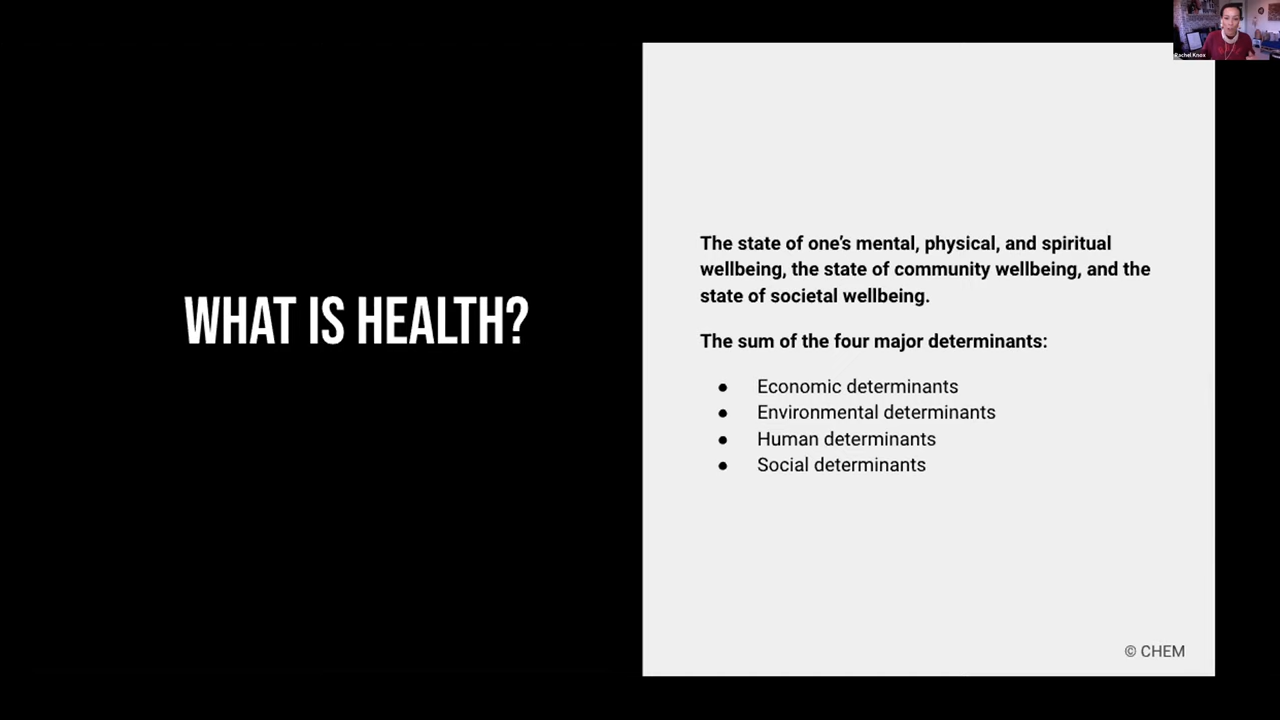 WHAT IS HEALTH?
The state of one’s mental, physical, and spiritual
wellbeing, the state of community wellbeing, and the
state of societal wellbeing.
The sum of the four major determinants:
● Economic determinants
● Environmental determinants
● Human determinants
● Social determinants
© CHEM
Rachel Knox